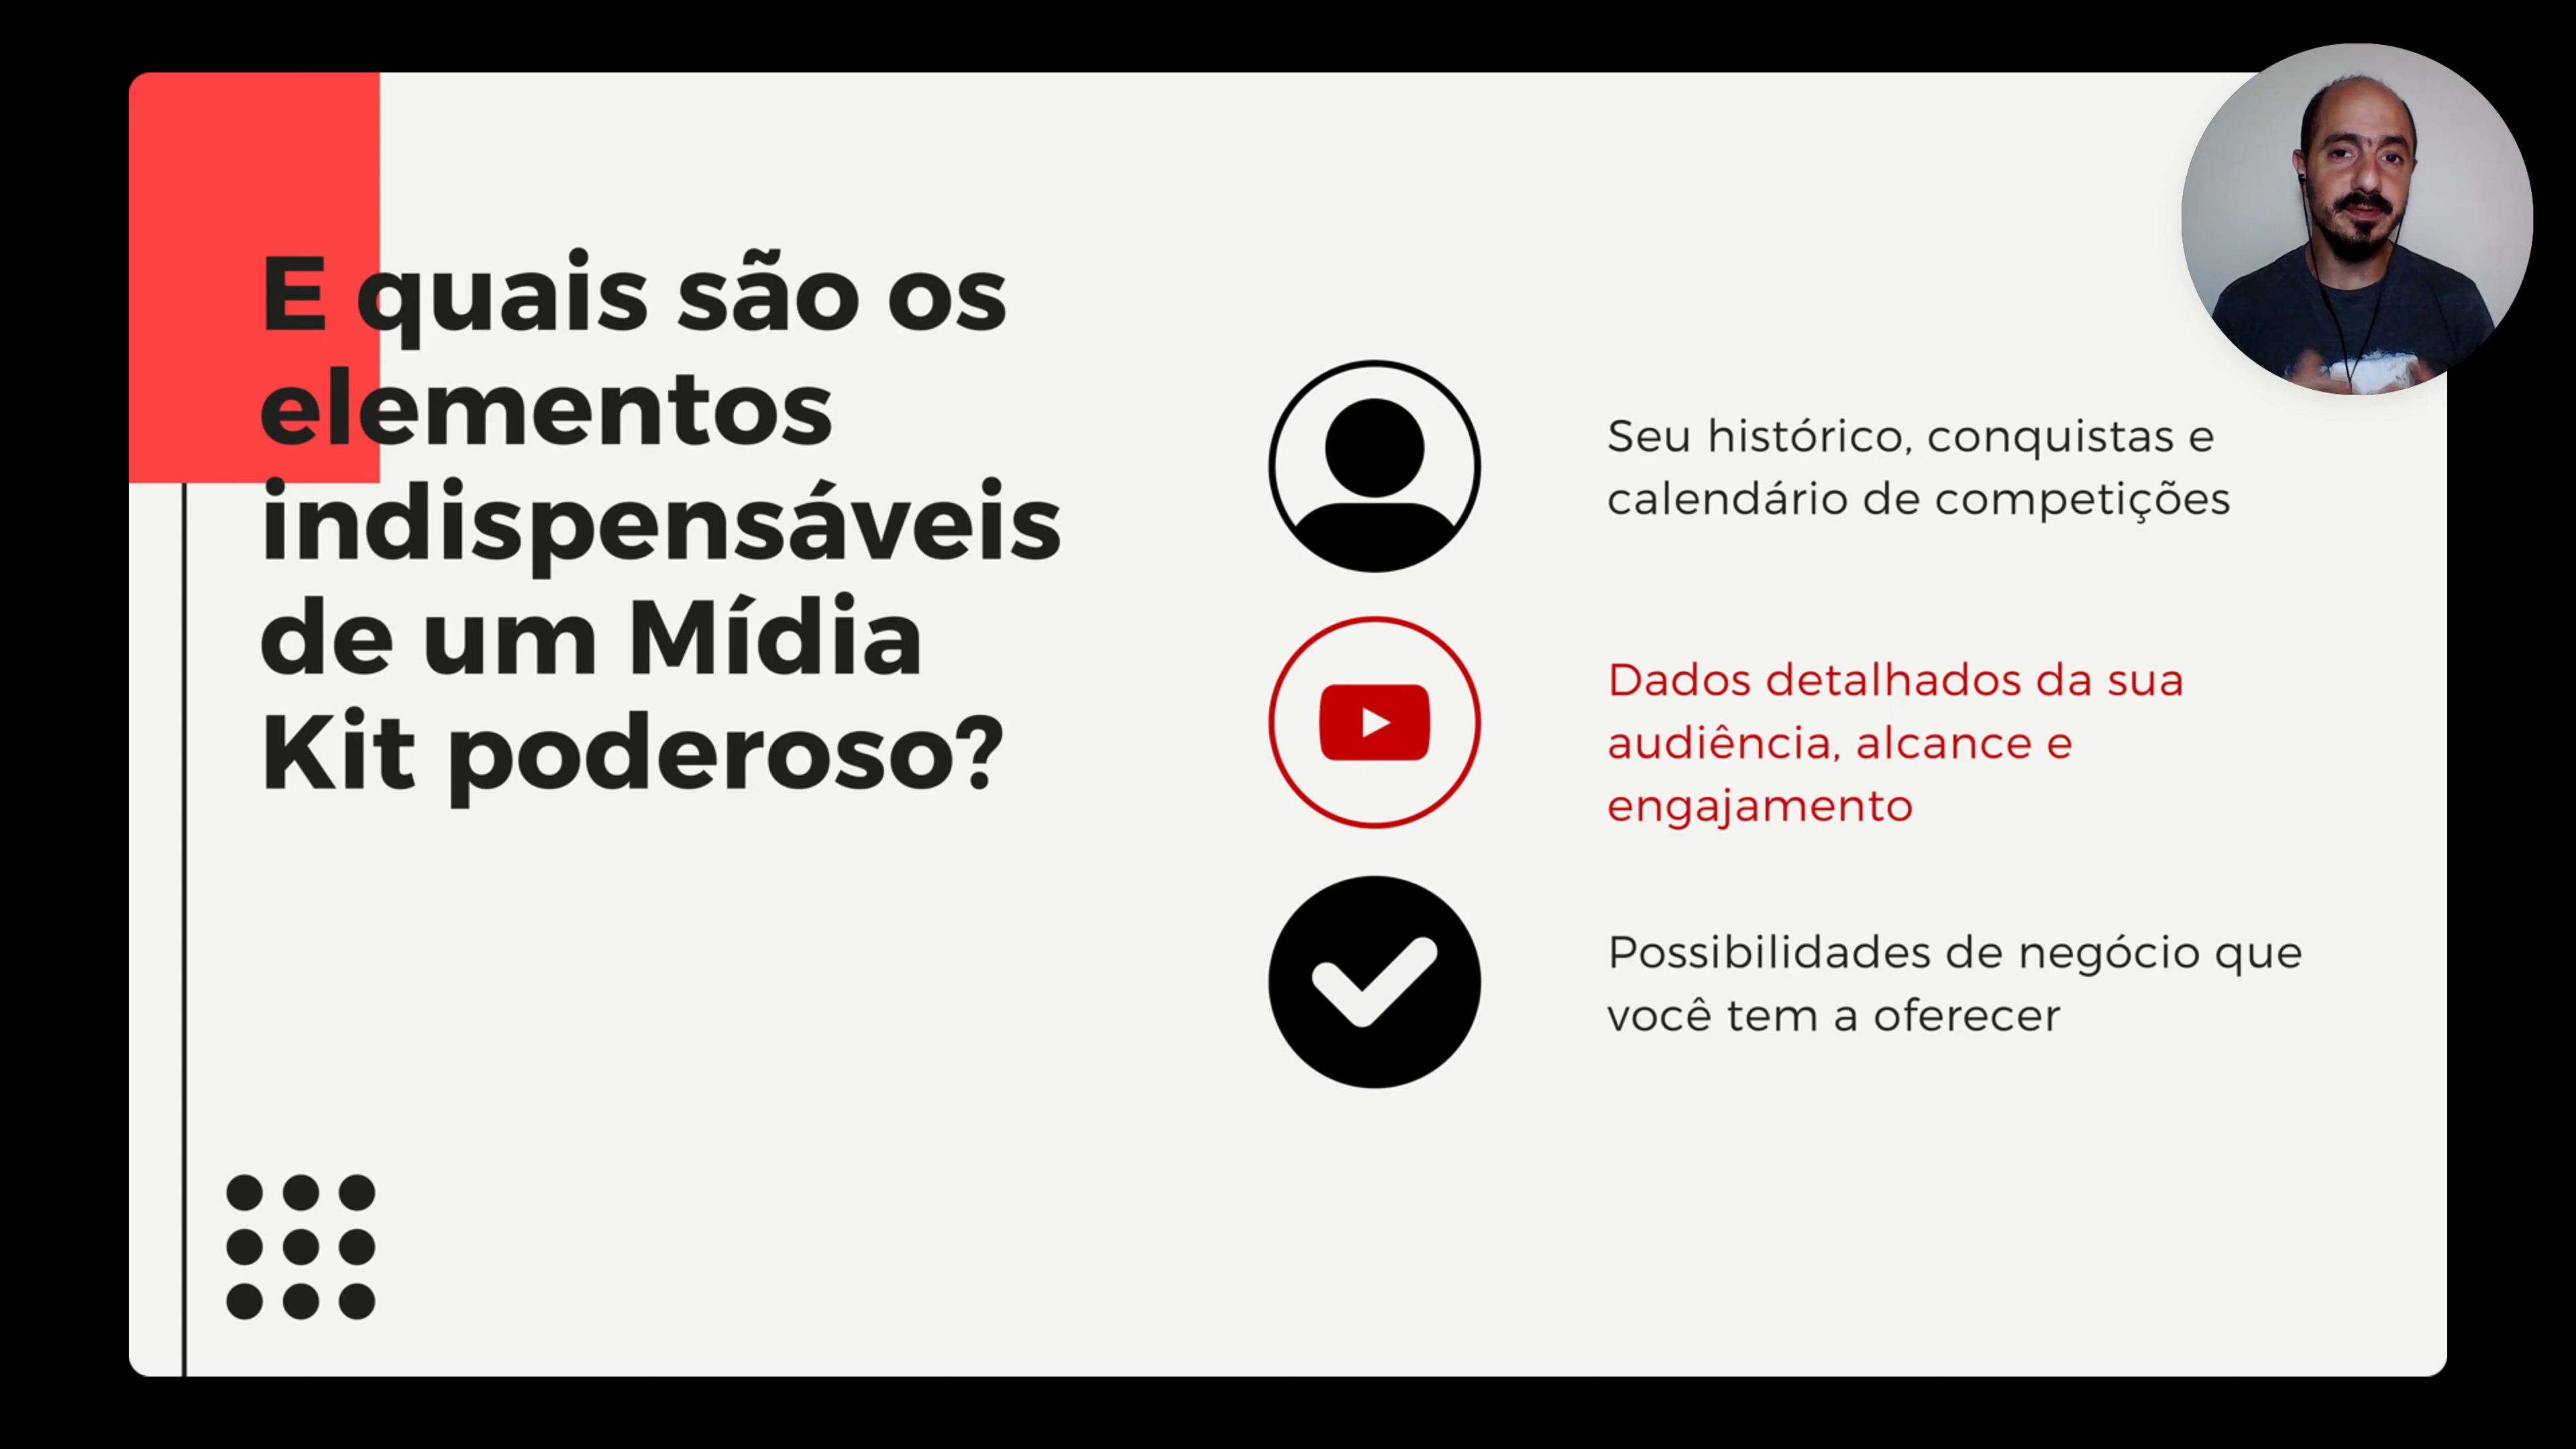 E quais são os
elementos
indispensáveis
de um Mídia
Kit poderoso?
Seu histórico, conquistas e
calendário de competições
Dados detalhados da sua
audiência, alcance e
engajamento
Possibilidades de negócio que
você tem a oferecer